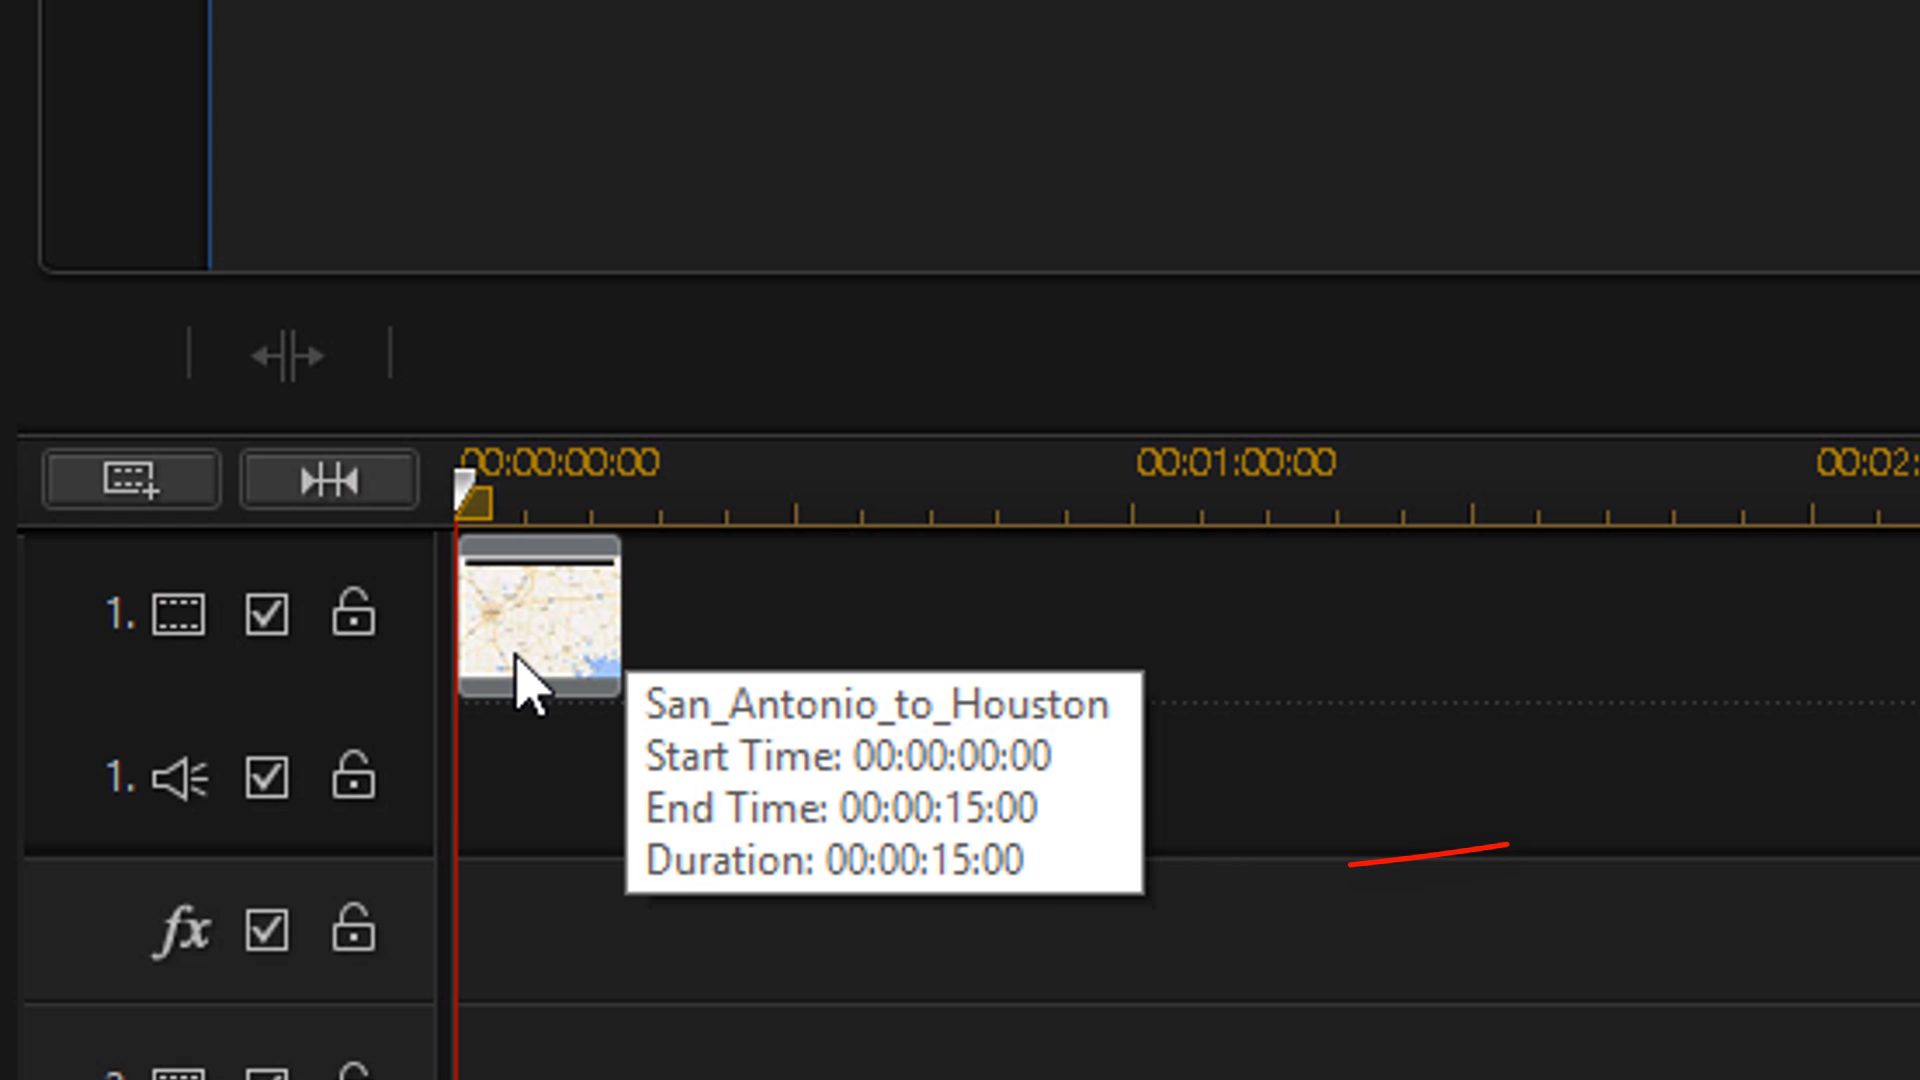 00:00:00:00 00:01:00:00 00:02:
1.
San_Antonio_to_Houston
Start Time: 00:00:00:00
1.
End Time: 00:00:15:00
Duration: 00:00:15:00
fx